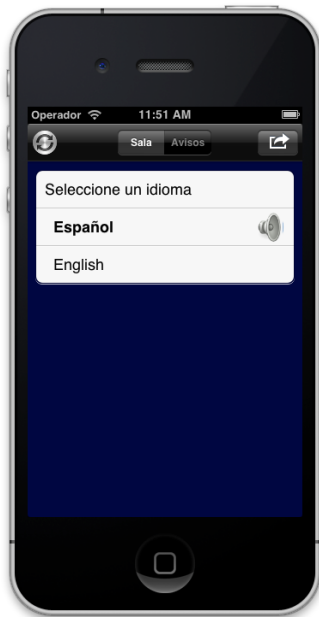 Operador 11:51 AM
Sala Avisos
Seleccione un idioma
Español
English